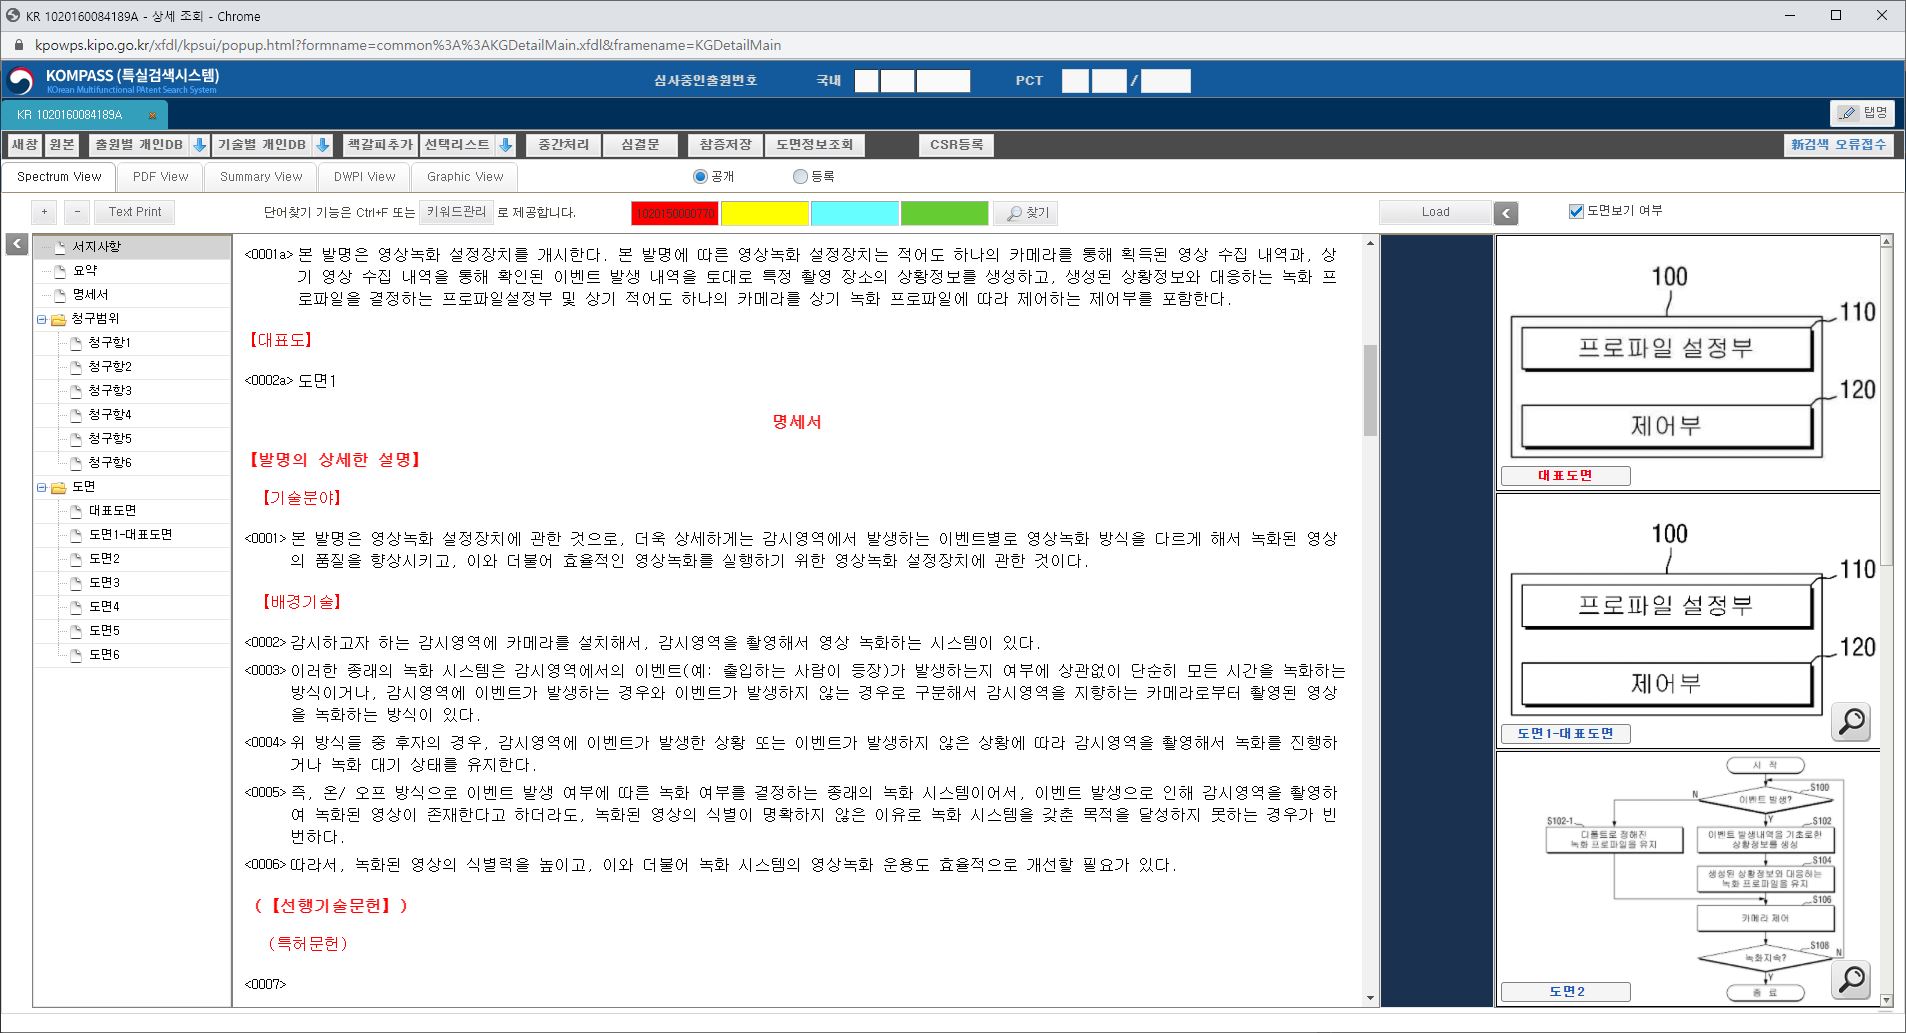 KR 1020160084189A - 상세 조회 - Chrome
kpowps.kipo.go.kr/xfdl/kpsui/popup.html?formname=common%3A%3AKGDetailMain.xfdl&framename=KGDetailMain
KOMPASS (특실검색시스템)
KOrean Multifunctional PAtent Search System
심사중인출원번호 국내 PCT /
KR 1020160084189A
탭명
새창 원본 출원별 개인DB 기술별 개인DB 책갈피추가 선택리스트 중간처리 심결문 참증저장 도면정보조회 CSR등록 新검색 오류접수
Spectrum View PDF View Summary View DWPI View Graphic View 공개 등록
+ - Text Print 단어찾기 기능은 Ctrl+F 또는 키워드관리 로 제공합니다. 1020150000770 찾기 Load < 도면보기 여부
<
서지사항
요약
명세서
청구범위
청구항1
청구항2
청구항3
청구항4
청구항5
청구항6
도면
대표도면
도면1-대표도면
도면2
도면3
도면4
도면5
도면6
<0001a> 본 발명은 영상녹화 설정장치를 개시한다. 본 발명에 따른 영상녹화 설정장치는 적어도 하나의 카메라를 통해 획득된 영상 수집 내역과, 상
기 영상 수집 내역을 통해 확인된 이벤트 발생 내역을 토대로 특정 촬영 장소의 상황정보를 생성하고, 생성된 상황정보와 대응하는 녹화 프
로파일을 결정하는 프로파일설정부 및 상기 적어도 하나의 카메라를 상기 녹화 프로파일에 따라 제어하는 제어부를 포함한다.
【대표도】
<0002a> 도면1
명세서
【발명의 상세한 설명】
【기술분야】
<0001> 본 발명은 영상녹화 설정장치에 관한 것으로, 더욱 상세하게는 감시영역에서 발생하는 이벤트별로 영상녹화 방식을 다르게 해서 녹화된 영상
의 품질을 향상시키고, 이와 더불어 효율적인 영상녹화를 실행하기 위한 영상녹화 설정장치에 관한 것이다.
【배경기술】
<0002> 감시하고자 하는 감시영역에 카메라를 설치해서, 감시영역을 촬영해서 영상 녹화하는 시스템이 있다.
<0003> 이러한 종래의 녹화 시스템은 감시영역에서의 이벤트(예: 출입하는 사람이 등장)가 발생하는지 여부에 상관없이 단순히 모든 시간을 녹화하는
방식이거나, 감시영역에 이벤트가 발생하는 경우와 이벤트가 발생하지 않는 경우로 구분해서 감시영역을 지향하는 카메라로부터 촬영된 영상
을 녹화하는 방식이 있다.
<0004> 위 방식들 중 후자의 경우, 감시영역에 이벤트가 발생한 상황 또는 이벤트가 발생하지 않은 상황에 따라 감시영역을 촬영해서 녹화를 진행하
거나 녹화 대기 상태를 유지한다.
<0005> 즉, 온/ 오프 방식으로 이벤트 발생 여부에 따른 녹화 여부를 결정하는 종래의 녹화 시스템이어서, 이벤트 발생으로 인해 감시영역을 촬영하
여 녹화된 영상이 존재한다고 하더라도, 녹화된 영상의 식별이 명확하지 않은 이유로 녹화 시스템을 갖춘 목적을 달성하지 못하는 경우가 빈
번하다.
<0006> 따라서, 녹화된 영상의 식별력을 높이고, 이와 더불어 녹화 시스템의 영상녹화 운용도 효율적으로 개선할 필요가 있다.
(【선행기술문헌】)
(특허문헌)
<0007>
100
110
프로파일 설정부
120
제어부
대표도면
100
110
프로파일 설정부
120
제어부
도면1-대표도면
시 작
S100
N 이벤트 발생?
Y
S102-1 S102
디폴트로 정해진
녹화 프로파일을 유지
이벤트 발생내역을 기초로한
상황정보를 생성
S104
생성된 상황정보와 대응하는
녹화 프로파일을 유지
S106
카메라 제어
S108
녹화지속? N
Y
종 료
도면2